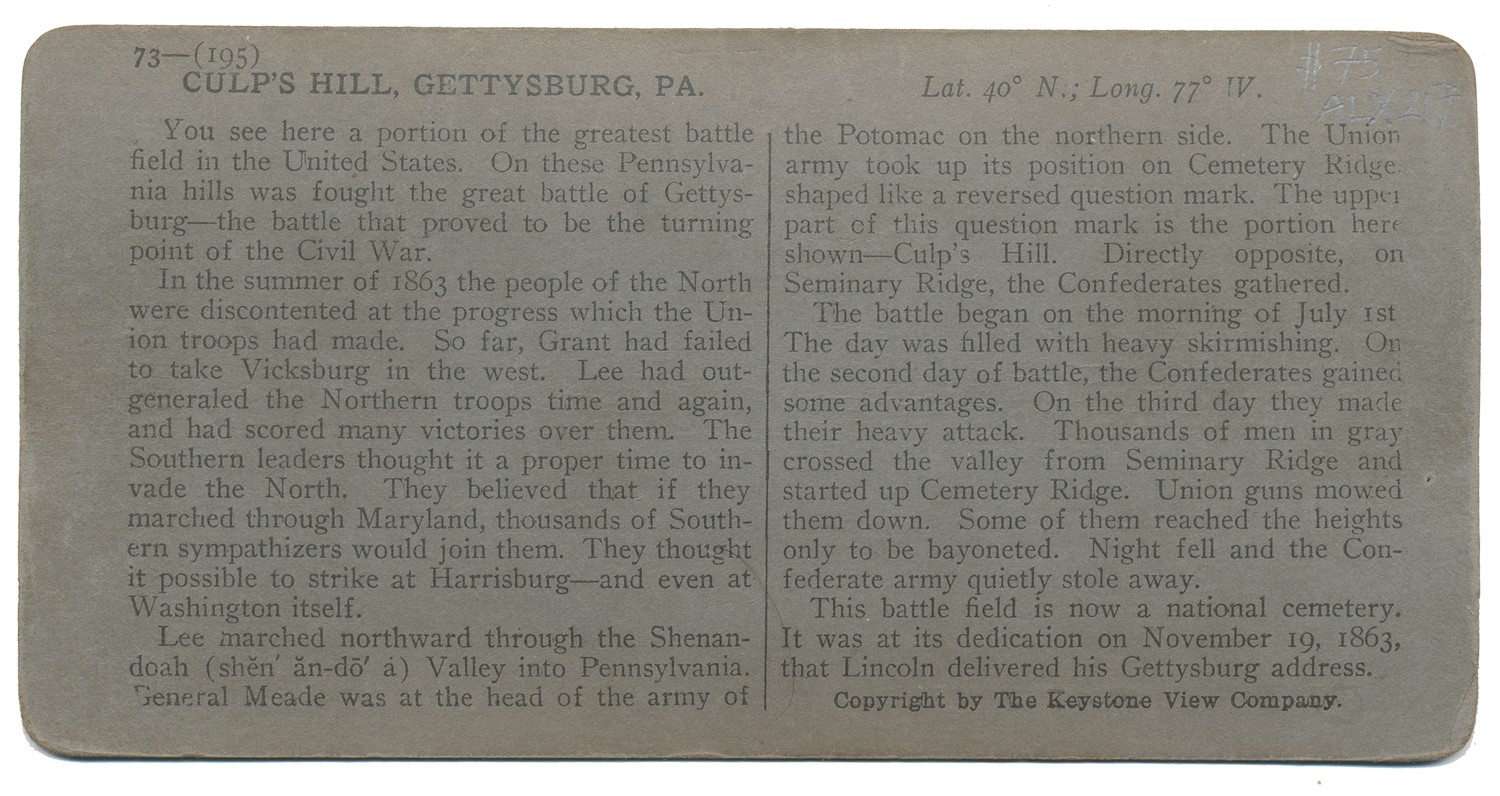 73—(195)
CULP'S HILL, GETTYSBURG, PA.
Lat. 40° N.; Long. 77° W.
# 75
You see here a portion of the greatest battle
field in the United States. On these Pennsylva-
nia hills was fought the great battle of Gettys-
burg—the battle that proved to be the turning
point of the Civil War.
In the summer of 1863 the people of the North
were discontented at the progress which the Un-
ion troops had made. So far, Grant had failed
to take Vicksburg in the west. Lee had out-
generaled the Northern troops time and again,
and had scored many victories over them. The
Southern leaders thought it a proper time to in-
vade the North. They believed that if they
marched through Maryland, thousands of South-
ern sympathizers would join them. They thought
it possible to strike at Harrisburg—and even at
Washington itself.
Lee marched northward through the Shenan-
doah (shĕn′ ăn-dō′ ȧ) Valley into Pennsylvania.
General Meade was at the head of the army of
the Potomac on the northern side. The Union
army took up its position on Cemetery Ridge
shaped like a reversed question mark. The upper
part of this question mark is the portion here
shown—Culp's Hill. Directly opposite, on
Seminary Ridge, the Confederates gathered.
The battle began on the morning of July 1st
The day was filled with heavy skirmishing. On
the second day of battle, the Confederates gained
some advantages. On the third day they made
their heavy attack. Thousands of men in gray
crossed the valley from Seminary Ridge and
started up Cemetery Ridge. Union guns mowed
them down. Some of them reached the heights
only to be bayoneted. Night fell and the Con-
federate army quietly stole away.
This battle field is now a national cemetery.
It was at its dedication on November 19, 1863,
that Lincoln delivered his Gettysburg address.
Copyright by The Keystone View Company.